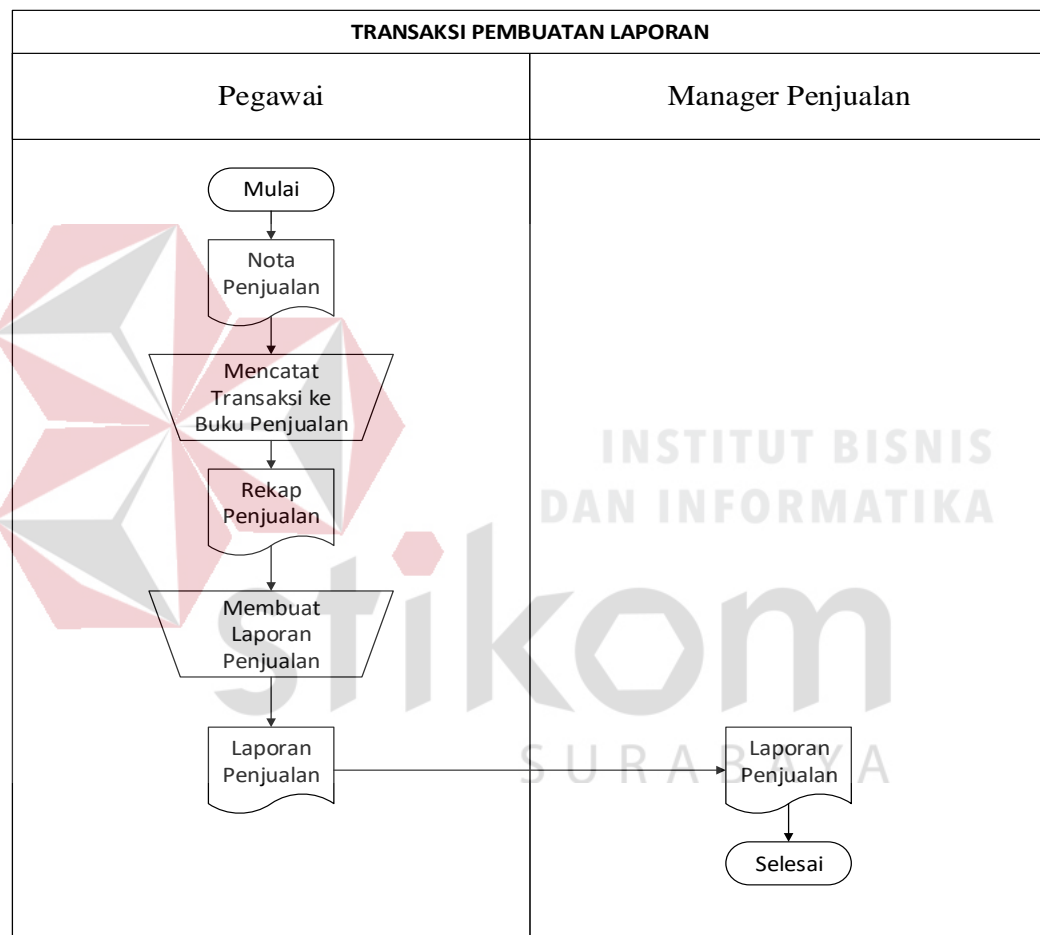 TRANSAKSI PEMBUATAN LAPORAN
Pegawai
Manager Penjualan
Mulai
Nota
Penjualan
Mencatat
Transaksi ke
Buku Penjualan
Rekap
Penjualan
INSTITUT BISNIS
DAN INFORMATIKA
stikom
SURABAYA
Membuat
Laporan
Penjualan
Laporan
Penjualan
Laporan
Penjualan
Selesai